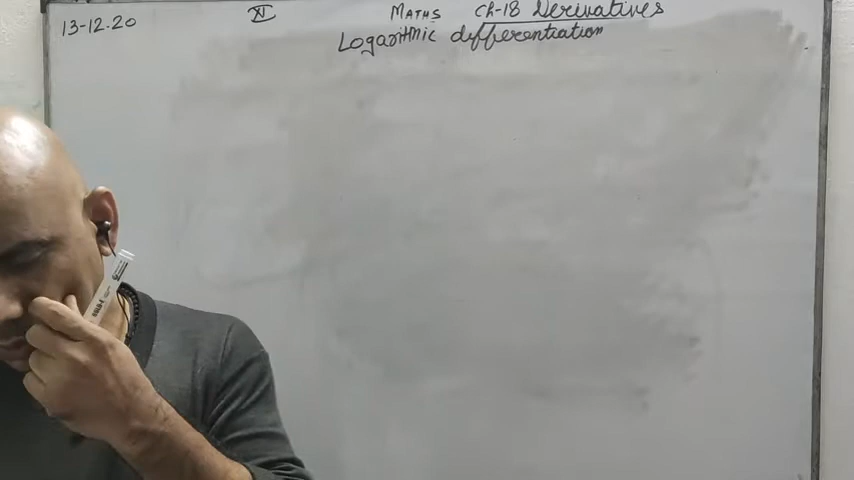 13-12.20 XI MATHS Ch-18 Derivatives
Logarithmic differentiation